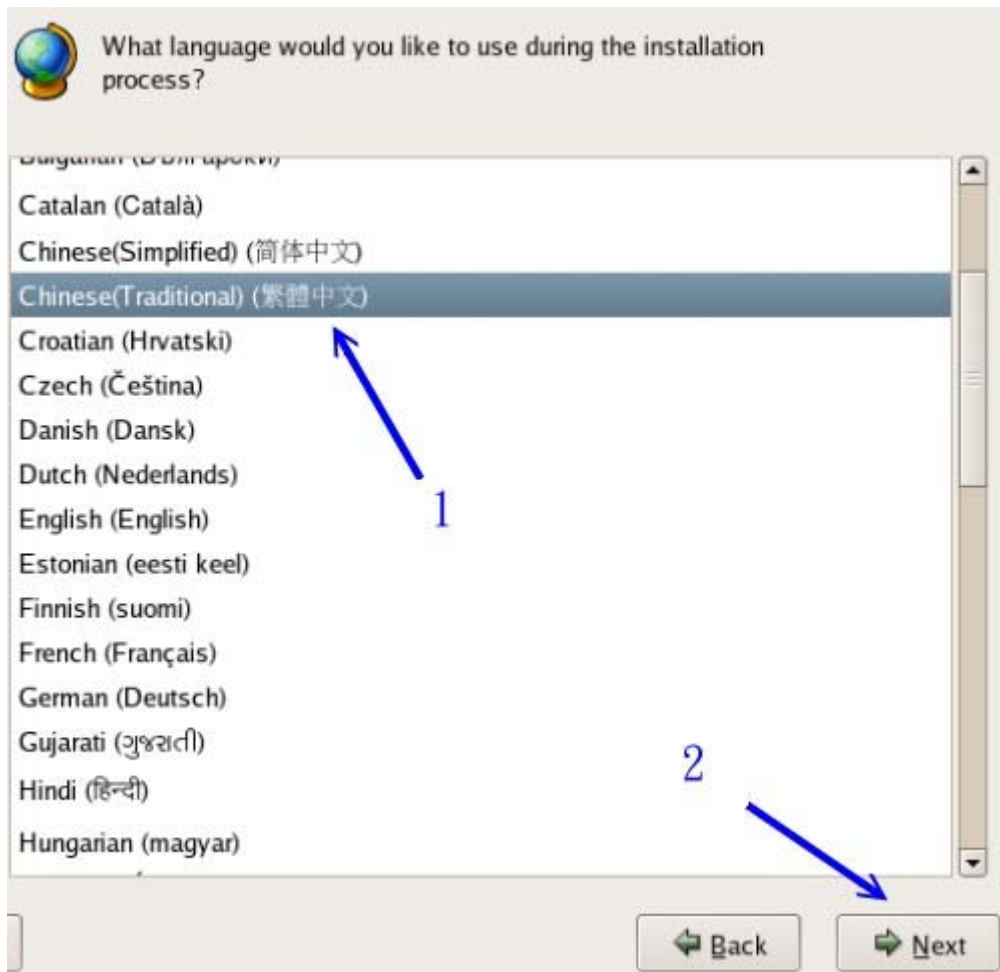 What language would you like to use during the installation
process?
Bulgarian (Български)
Catalan (Català)
Chinese(Simplified) (简体中文)
Chinese(Traditional) (繁體中文)
Croatian (Hrvatski)
Czech (Čeština)
Danish (Dansk)
Dutch (Nederlands)
1
English (English)
Estonian (eesti keel)
Finnish (suomi)
French (Français)
German (Deutsch)
Gujarati (ગુજરાતી)
2
Hindi (हिन्दी)
Hungarian (magyar)
Back
Next